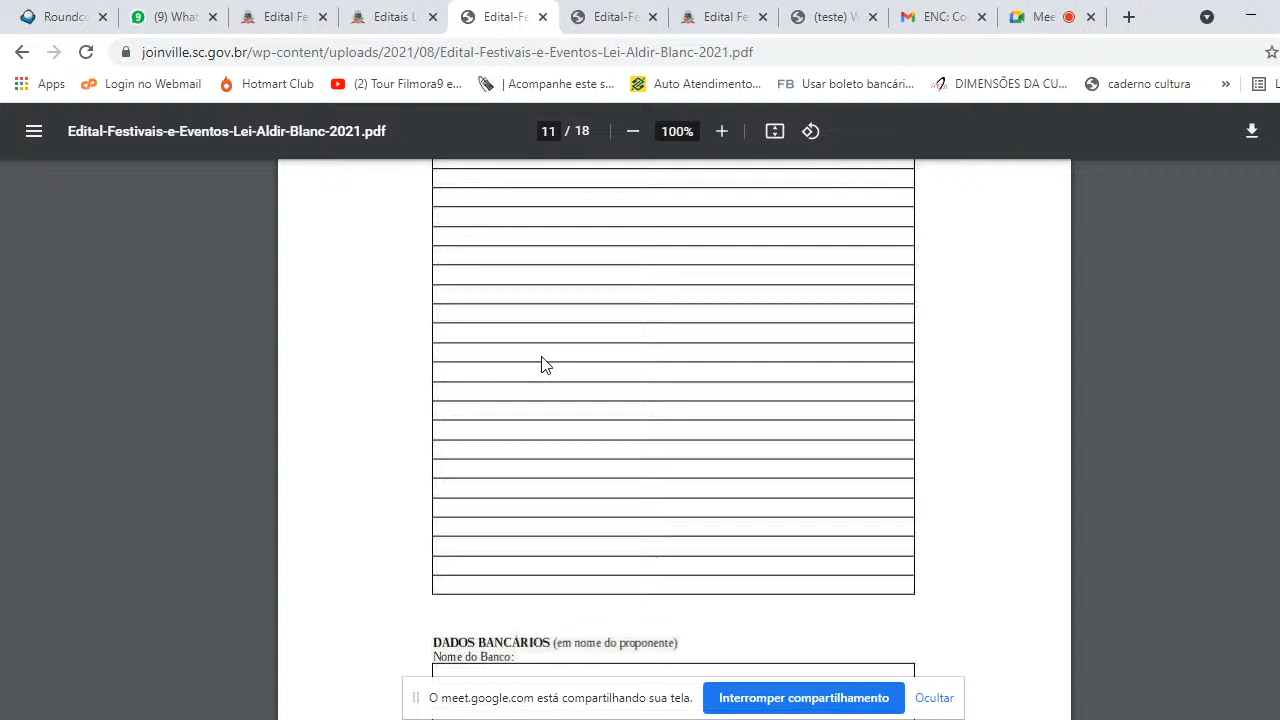 Roundcu
(9) What
Edital Fe
Editais L
Edital-Fe
Edital-Fe
Edital Fe
(teste) W
ENC: Co
Mee
joinville.sc.gov.br/wp-content/uploads/2021/08/Edital-Festivais-e-Eventos-Lei-Aldir-Blanc-2021.pdf
Apps
Login no Webmail
Hotmart Club
(2) Tour Filmora9 e...
| Acompanhe este s...
Auto Atendimento...
FB Usar boleto bancári...
DIMENSÕES DA CU...
caderno cultura
»
L
Edital-Festivais-e-Eventos-Lei-Aldir-Blanc-2021.pdf
11 / 18
100%
DADOS BANCÁRIOS (em nome do proponente)
Nome do Banco:
O meet.google.com está compartilhando sua tela.
Interromper compartilhamento
Ocultar